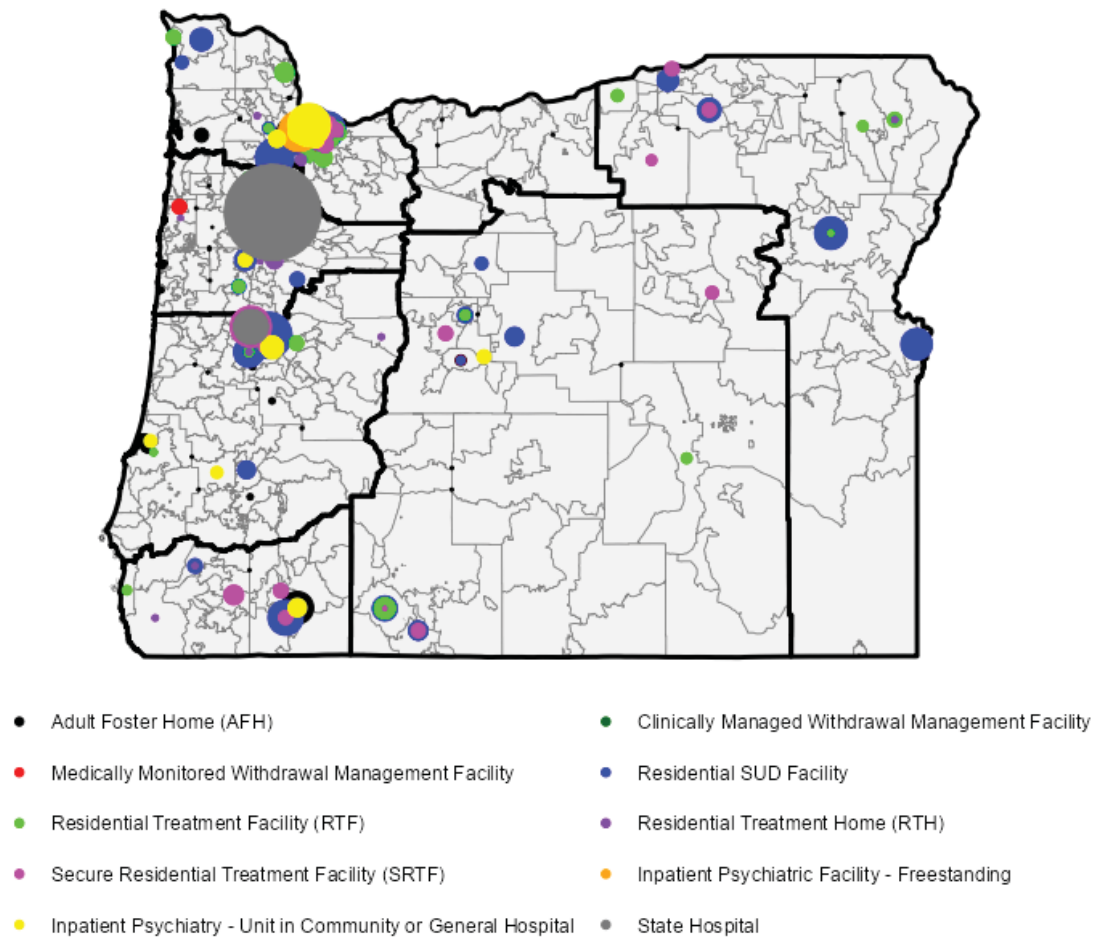 Adult Foster Home (AFH)
Clinically Managed Withdrawal Management Facility
Medically Monitored Withdrawal Management Facility
Residential SUD Facility
Residential Treatment Facility (RTF)
Residential Treatment Home (RTH)
Secure Residential Treatment Facility (SRTF)
Inpatient Psychiatric Facility - Freestanding
Inpatient Psychiatry - Unit in Community or General Hospital
State Hospital